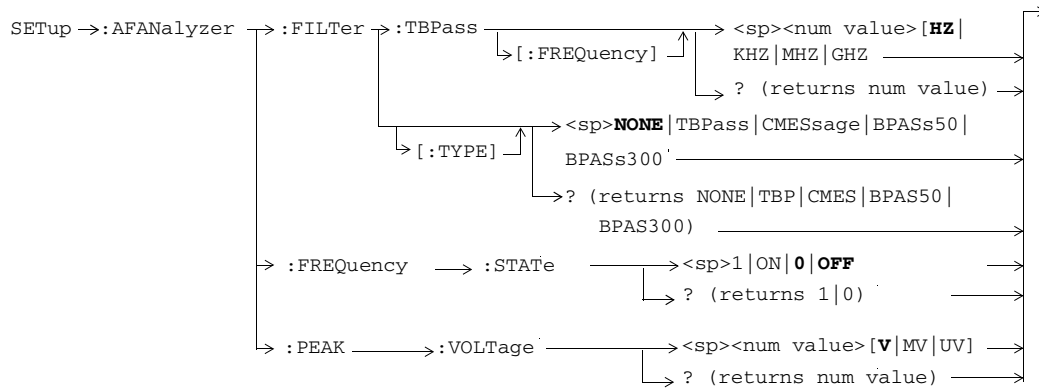 SETup :AFANalyzer :FILTer :TBPass <sp><num value>[HZ|
[:FREQuency] KHZ|MHZ|GHZ
? (returns num value)
<sp>NONE|TBPass|CMESsage|BPASs50|
[:TYPE] BPASs300
? (returns NONE|TBP|CMES|BPAS50|
BPAS300)
:FREQuency :STATe <sp>1|ON|0|OFF
? (returns 1|0)
:PEAK :VOLTage <sp><num value>[V|MV|UV]
? (returns num value)